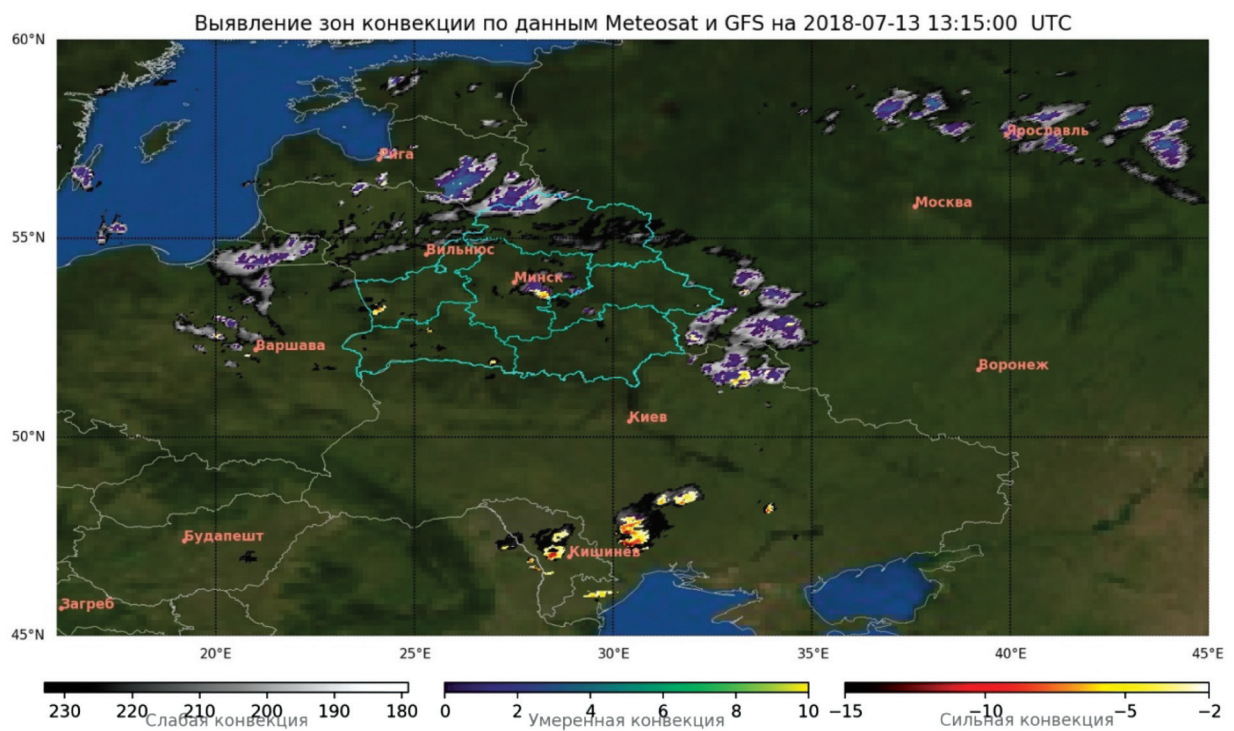 Выявление зон конвекции по данным Meteosat и GFS на 2018-07-13 13:15:00 UTC
60°N
Ярославль
Рига
Москва
55°N
Вильнюс
Минск
Варшава
Воронеж
Киев
50°N
Будапешт
Кишинев
Загреб
45°N
20°E 25°E 30°E 35°E 40°E 45°E
230 220 210 200 190 180 0 2 4 6 8 10 −15 −10 −5 −2
Слабая конвекция Умеренная конвекция Сильная конвекция